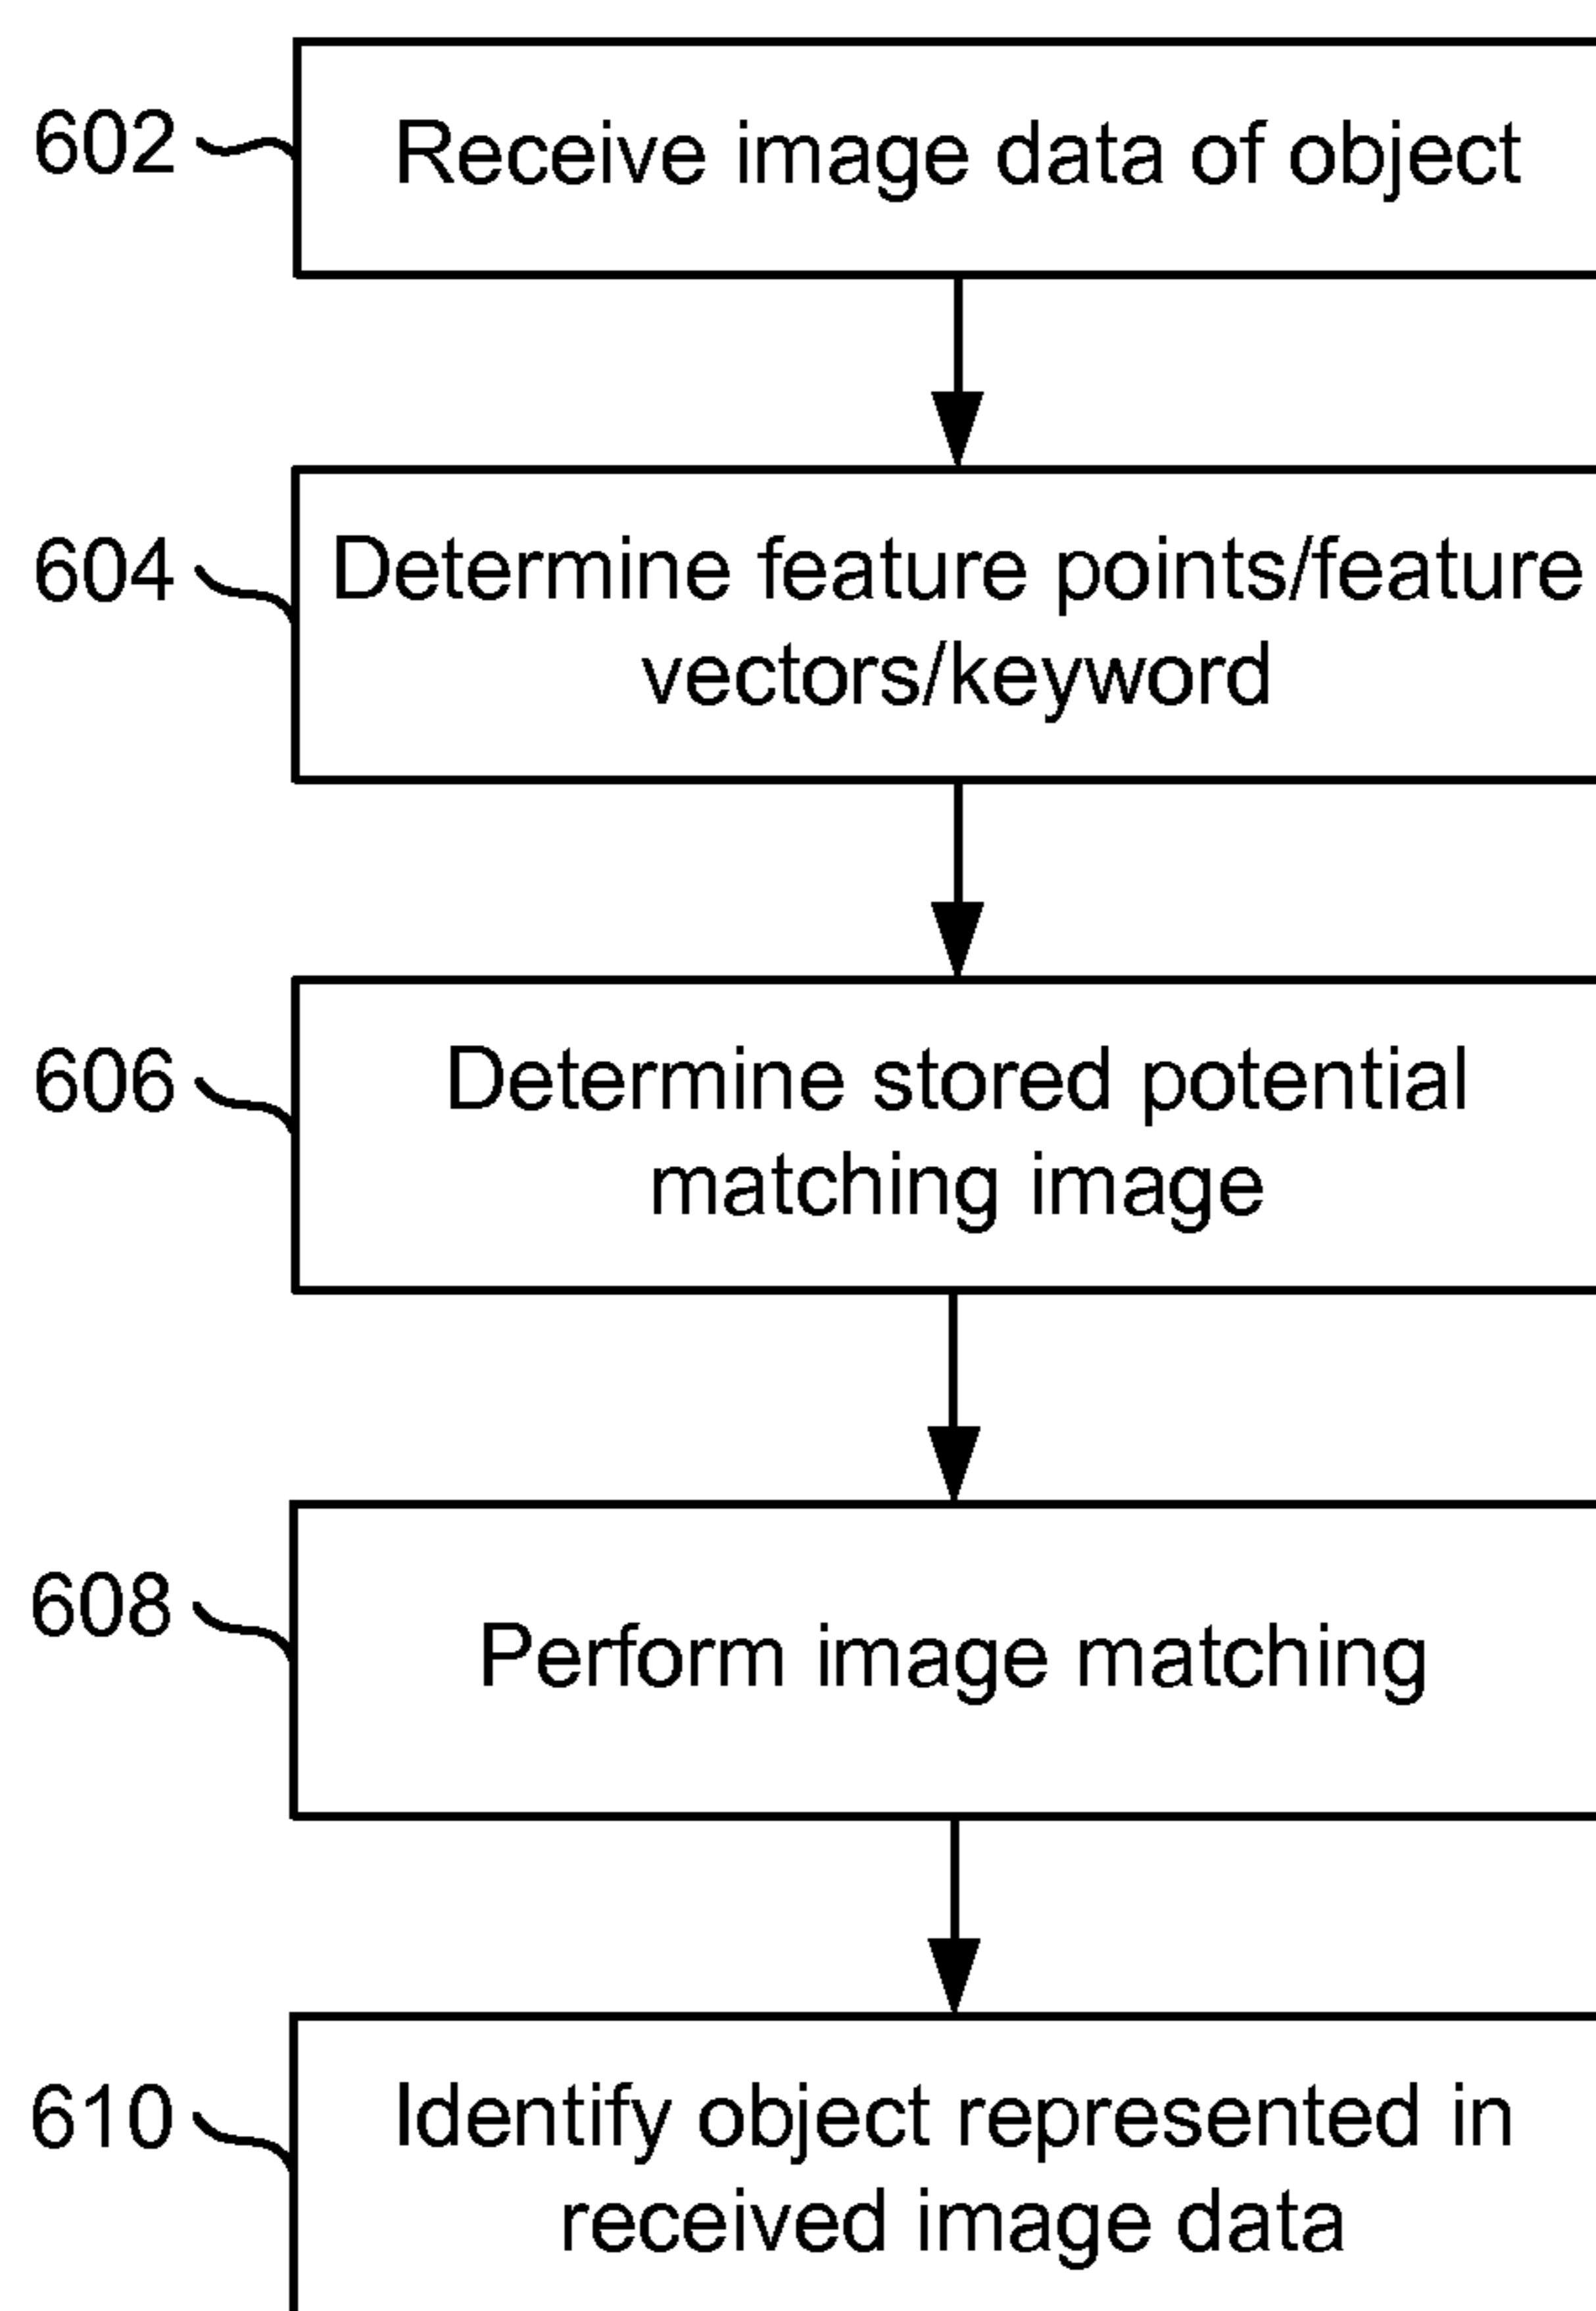 602
Receive image data of object
604
Determine feature points/feature
vectors/keyword
606
Determine stored potential
matching image
608
Perform image matching
610
Identify object represented in
received image data